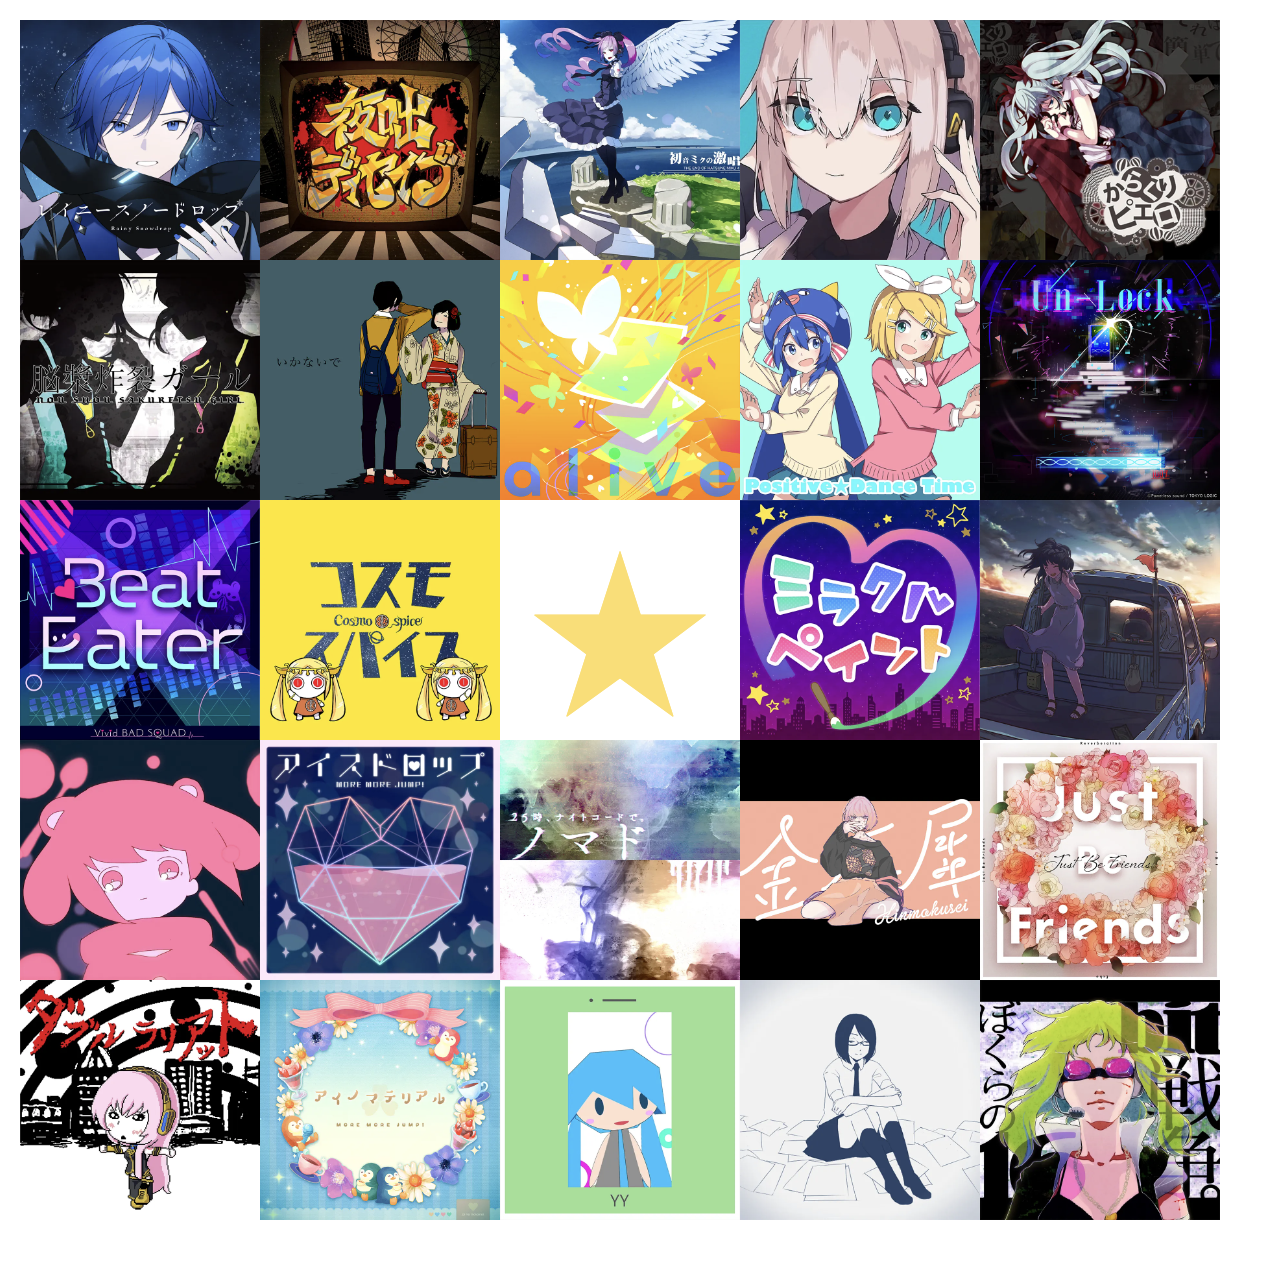 レイニースノードロップ
Rainy Snowdrop
夜咄
ディセイブ
初音ミクの激唱
THE END OF HATSUNE MIKU
からくり
ピエロ
脳漿炸裂ガール
NOU SHOU SAKURETSU GIRL
いかないで
alive
Positive★Dance Time
Un-Lock
Beat
Eater
Vivid BAD SQUAD
コスモ
Cosmo spice
スパイス
ミラクル
ペイント
アイスドロップ
MORE MORE JUMP!
25時、ナイトコードで。
ノマド
金木犀
Kinmokusei
Just
Be
Just Be Friends
Friends
ダブルラリアット
アイノマテリアル
MORE MORE JUMP!
YY
ぼくらの
16bit
戦争。